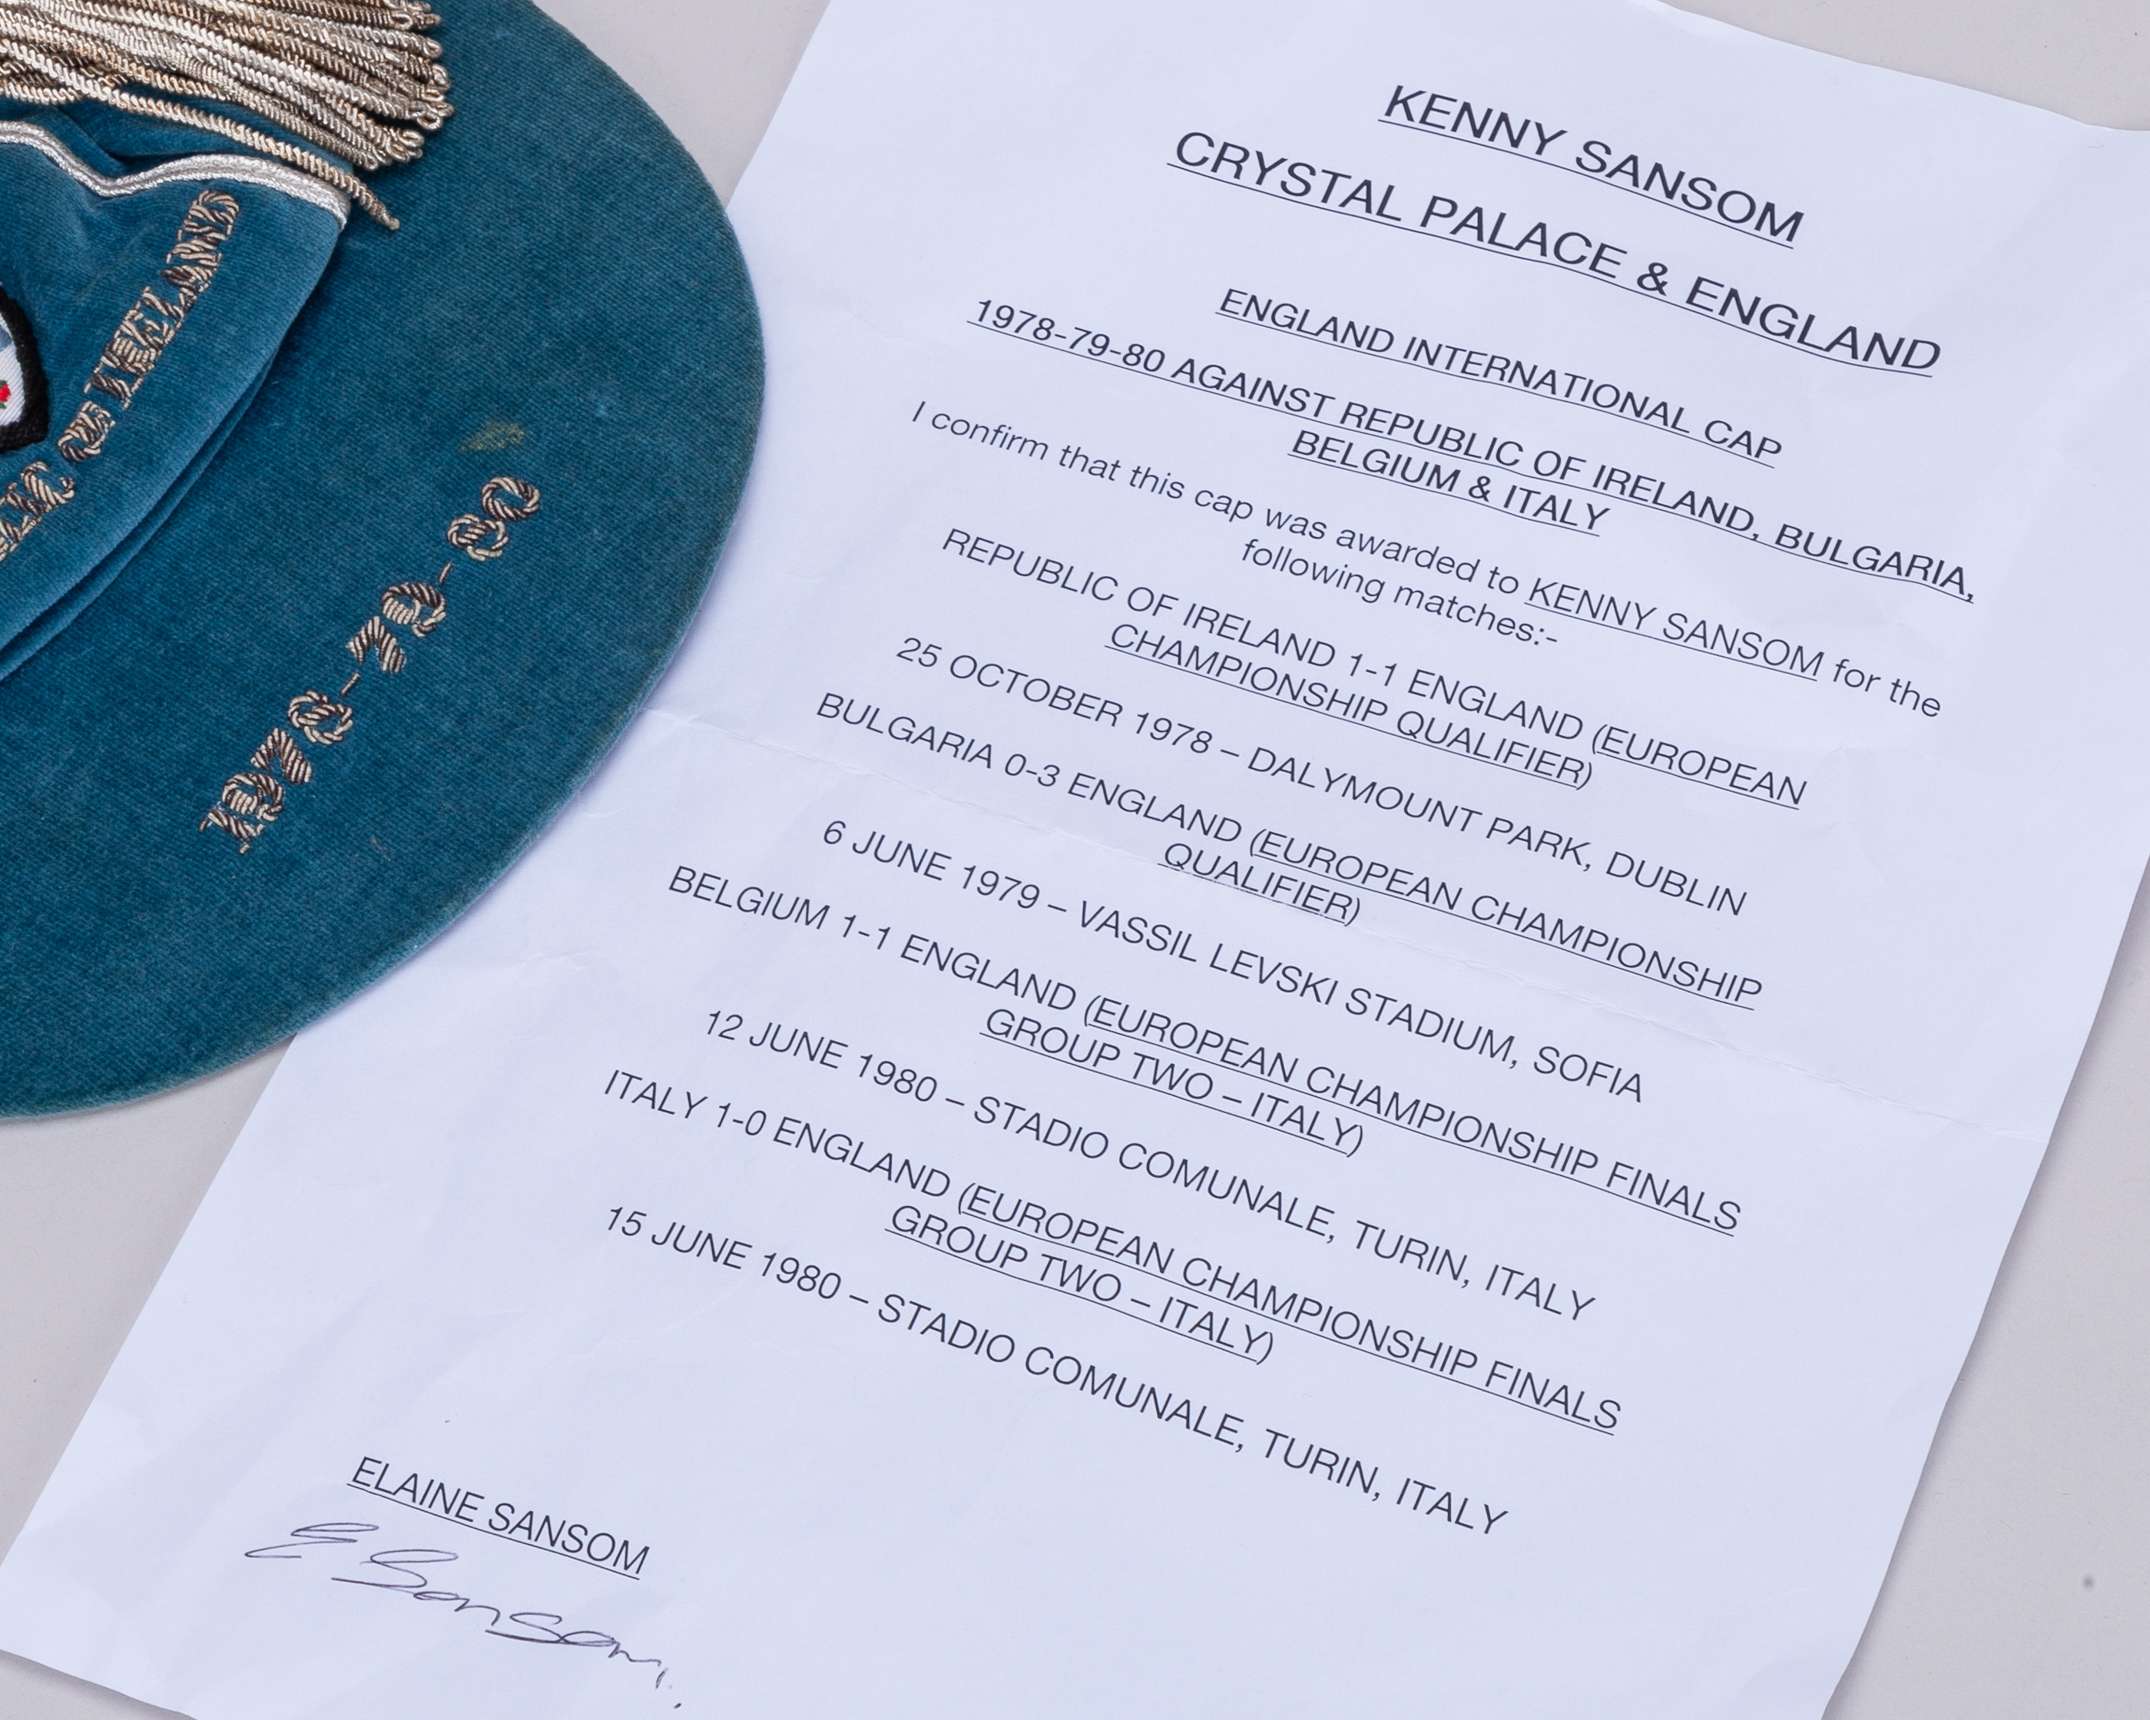 KENNY SANSOM
CRYSTAL PALACE & ENGLAND
ENGLAND INTERNATIONAL CAP
1978-79-80 AGAINST REPUBLIC OF IRELAND, BULGARIA,
BELGIUM & ITALY
I confirm that this cap was awarded to KENNY SANSOM for the
following matches:-
REPUBLIC OF IRELAND 1-1 ENGLAND (EUROPEAN
CHAMPIONSHIP QUALIFIER)
25 OCTOBER 1978 – DALYMOUNT PARK, DUBLIN
BULGARIA 0-3 ENGLAND (EUROPEAN CHAMPIONSHIP
QUALIFIER)
6 JUNE 1979 – VASSIL LEVSKI STADIUM, SOFIA
BELGIUM 1-1 ENGLAND (EUROPEAN CHAMPIONSHIP FINALS
GROUP TWO – ITALY)
12 JUNE 1980 – STADIO COMUNALE, TURIN, ITALY
ITALY 1-0 ENGLAND (EUROPEAN CHAMPIONSHIP FINALS
GROUP TWO – ITALY)
15 JUNE 1980 – STADIO COMUNALE, TURIN, ITALY
ELAINE SANSOM
E Sansom.
OF IRELAND
1978-79-80